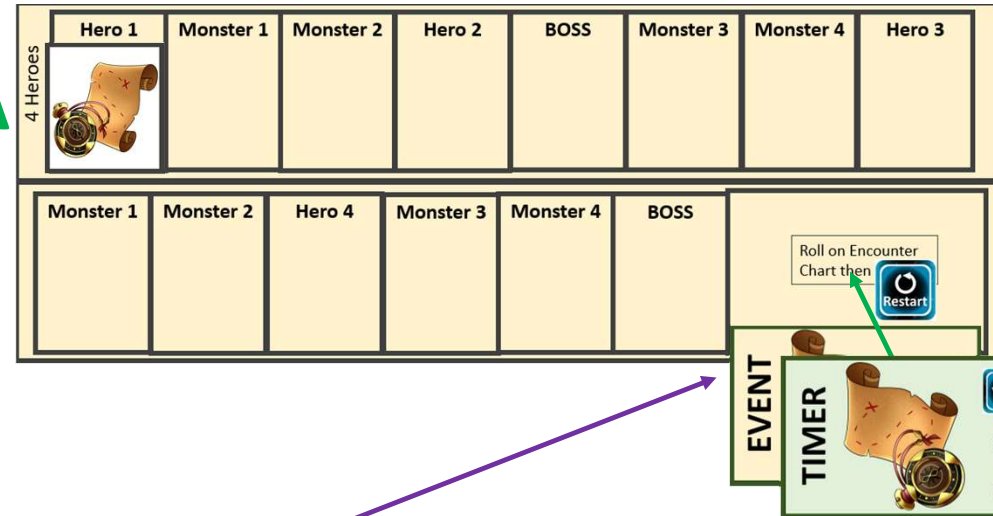 4 Heroes
Hero 1
Monster 1
Monster 2
Hero 2
BOSS
Monster 3
Monster 4
Hero 3
Monster 1
Monster 2
Hero 4
Monster 3
Monster 4
BOSS
Roll on Encounter
Chart then
Restart
EVENT
TIMER